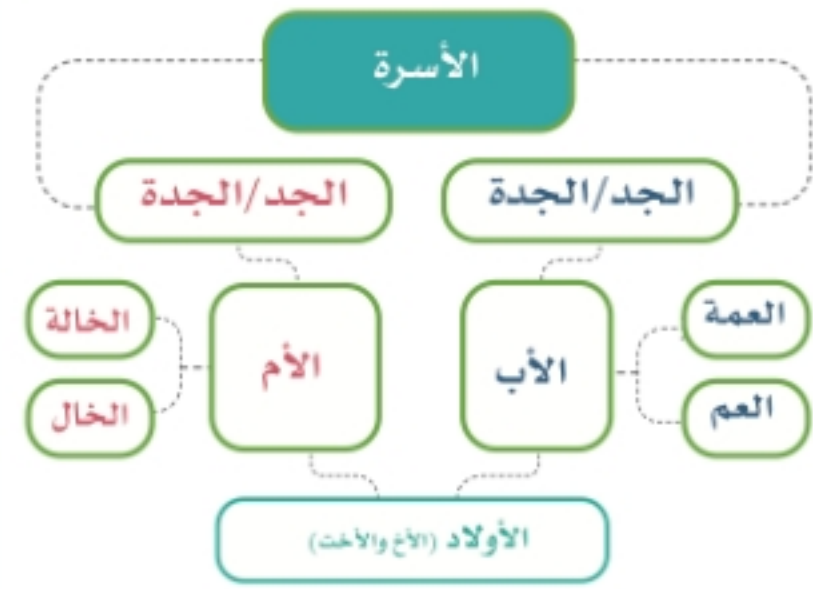 الأسرة
الجد/الجدة
الجد/الجدة
العمة
العم
الأب
الأم
الخالة
الخال
الأولاد (الأخ والأخت)